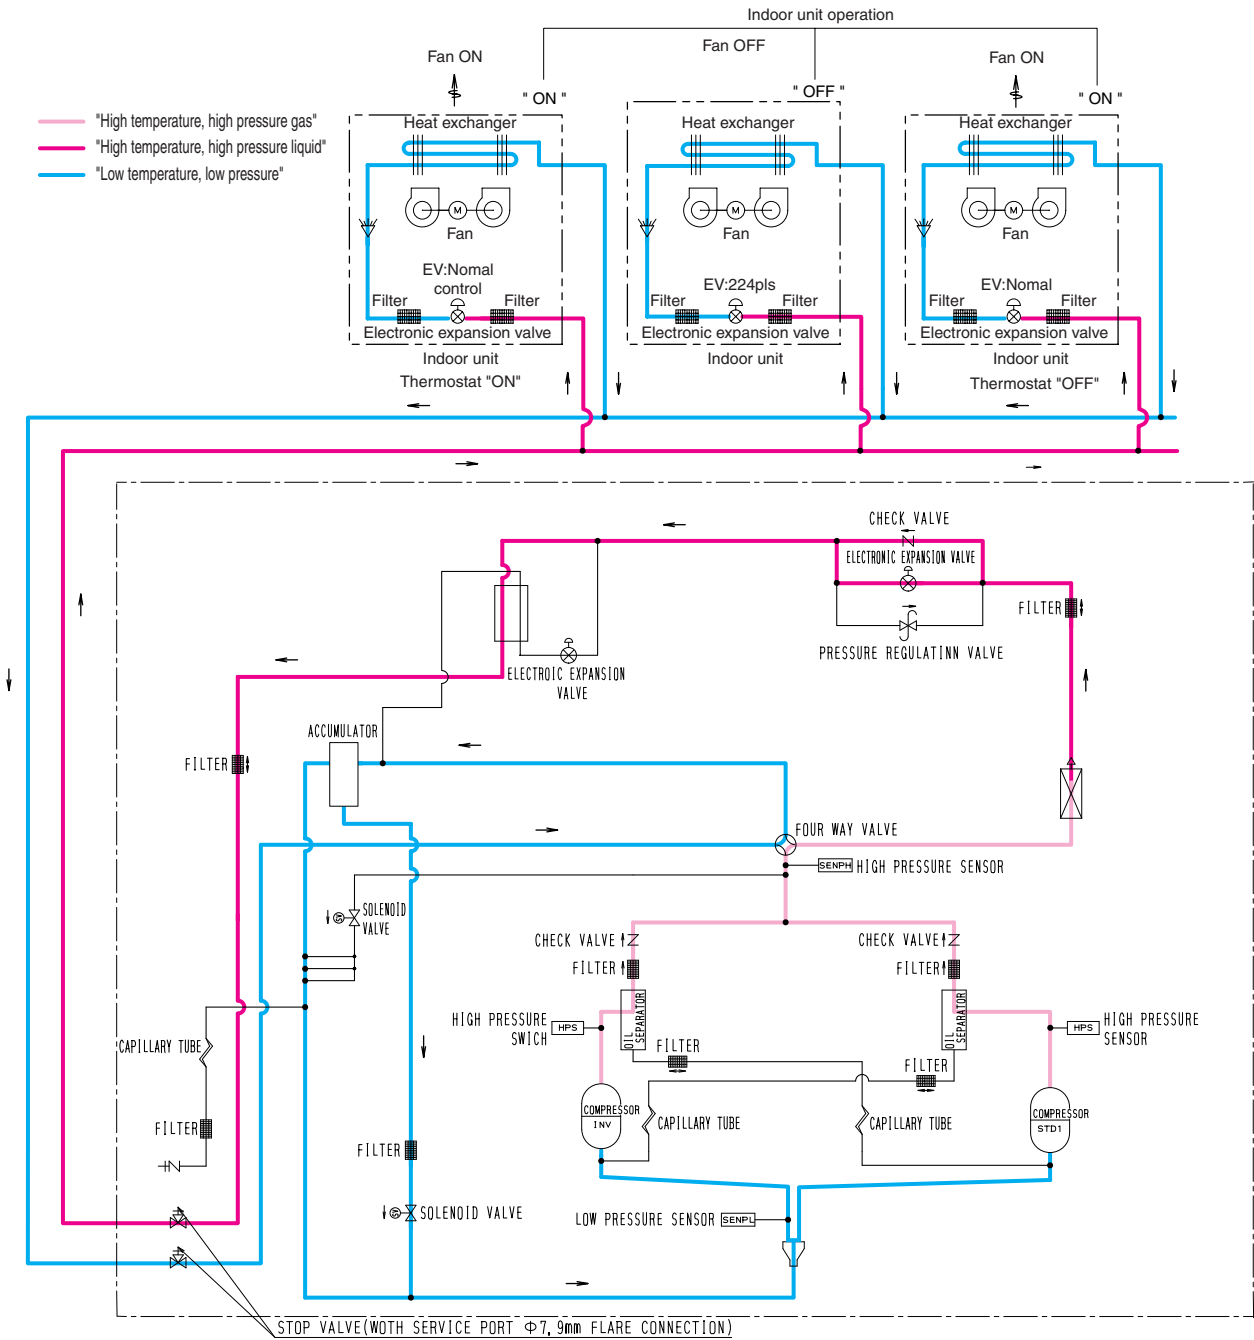 Indoor unit operation
Fan ON
Fan OFF
Fan ON
" ON "
" OFF "
" ON "
"High temperature, high pressure gas"
"High temperature, high pressure liquid"
"Low temperature, low pressure"
Heat exchanger
Heat exchanger
Heat exchanger
M
M
M
Fan
Fan
Fan
EV:Nomal
control
EV:224pls
EV:Nomal
Filter
Filter
Filter
Filter
Filter
Filter
Electronic expansion valve
Electronic expansion valve
Electronic expansion valve
Indoor unit
Indoor unit
Indoor unit
Thermostat "ON"
Thermostat "OFF"
CHECK VALVE
ELECTRONIC EXPANSION VALVE
FILTER
PRESSURE REGULATINN VALVE
ELECTROIC EXPANSION
VALVE
ACCUMULATOR
FILTER
FOUR WAY VALVE
SENPH
HIGH PRESSURE SENSOR
SOLENOID
VALVE
CHECK VALVE
CHECK VALVE
FILTER
FILTER
OIL
SEPARATOR
OIL
SEPARATOR
HIGH PRESSURE
SWICH
HPS
HPS
HIGH PRESSURE
SENSOR
CAPILLARY TUBE
FILTER
FILTER
COMPRESSOR
INV
CAPILLARY TUBE
CAPILLARY TUBE
COMPRESSOR
STD1
FILTER
FILTER
SOLENOID VALVE
LOW PRESSURE SENSOR
SENPL
STOP VALVE(WOTH SERVICE PORT Φ7,9mm FLARE CONNECTION)